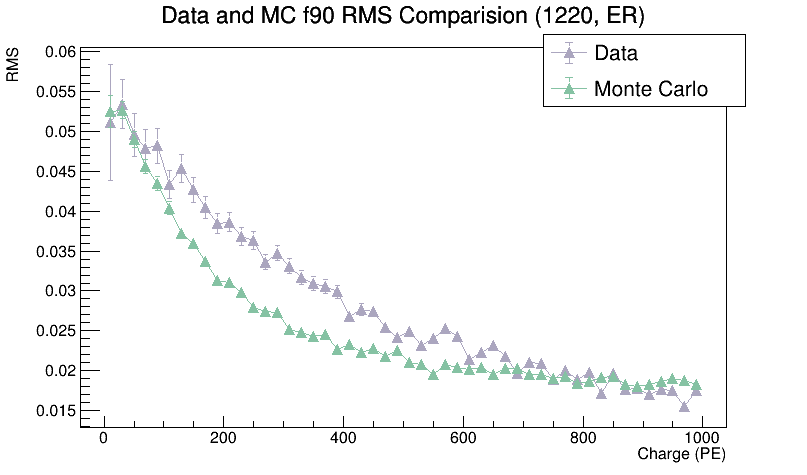 Data and MC f90 RMS Comparision (1220, ER)
RMS
Data
Monte Carlo
0.06
0.055
0.05
0.045
0.04
0.035
0.03
0.025
0.02
0.015
0 200 400 600 800 1000
Charge (PE)